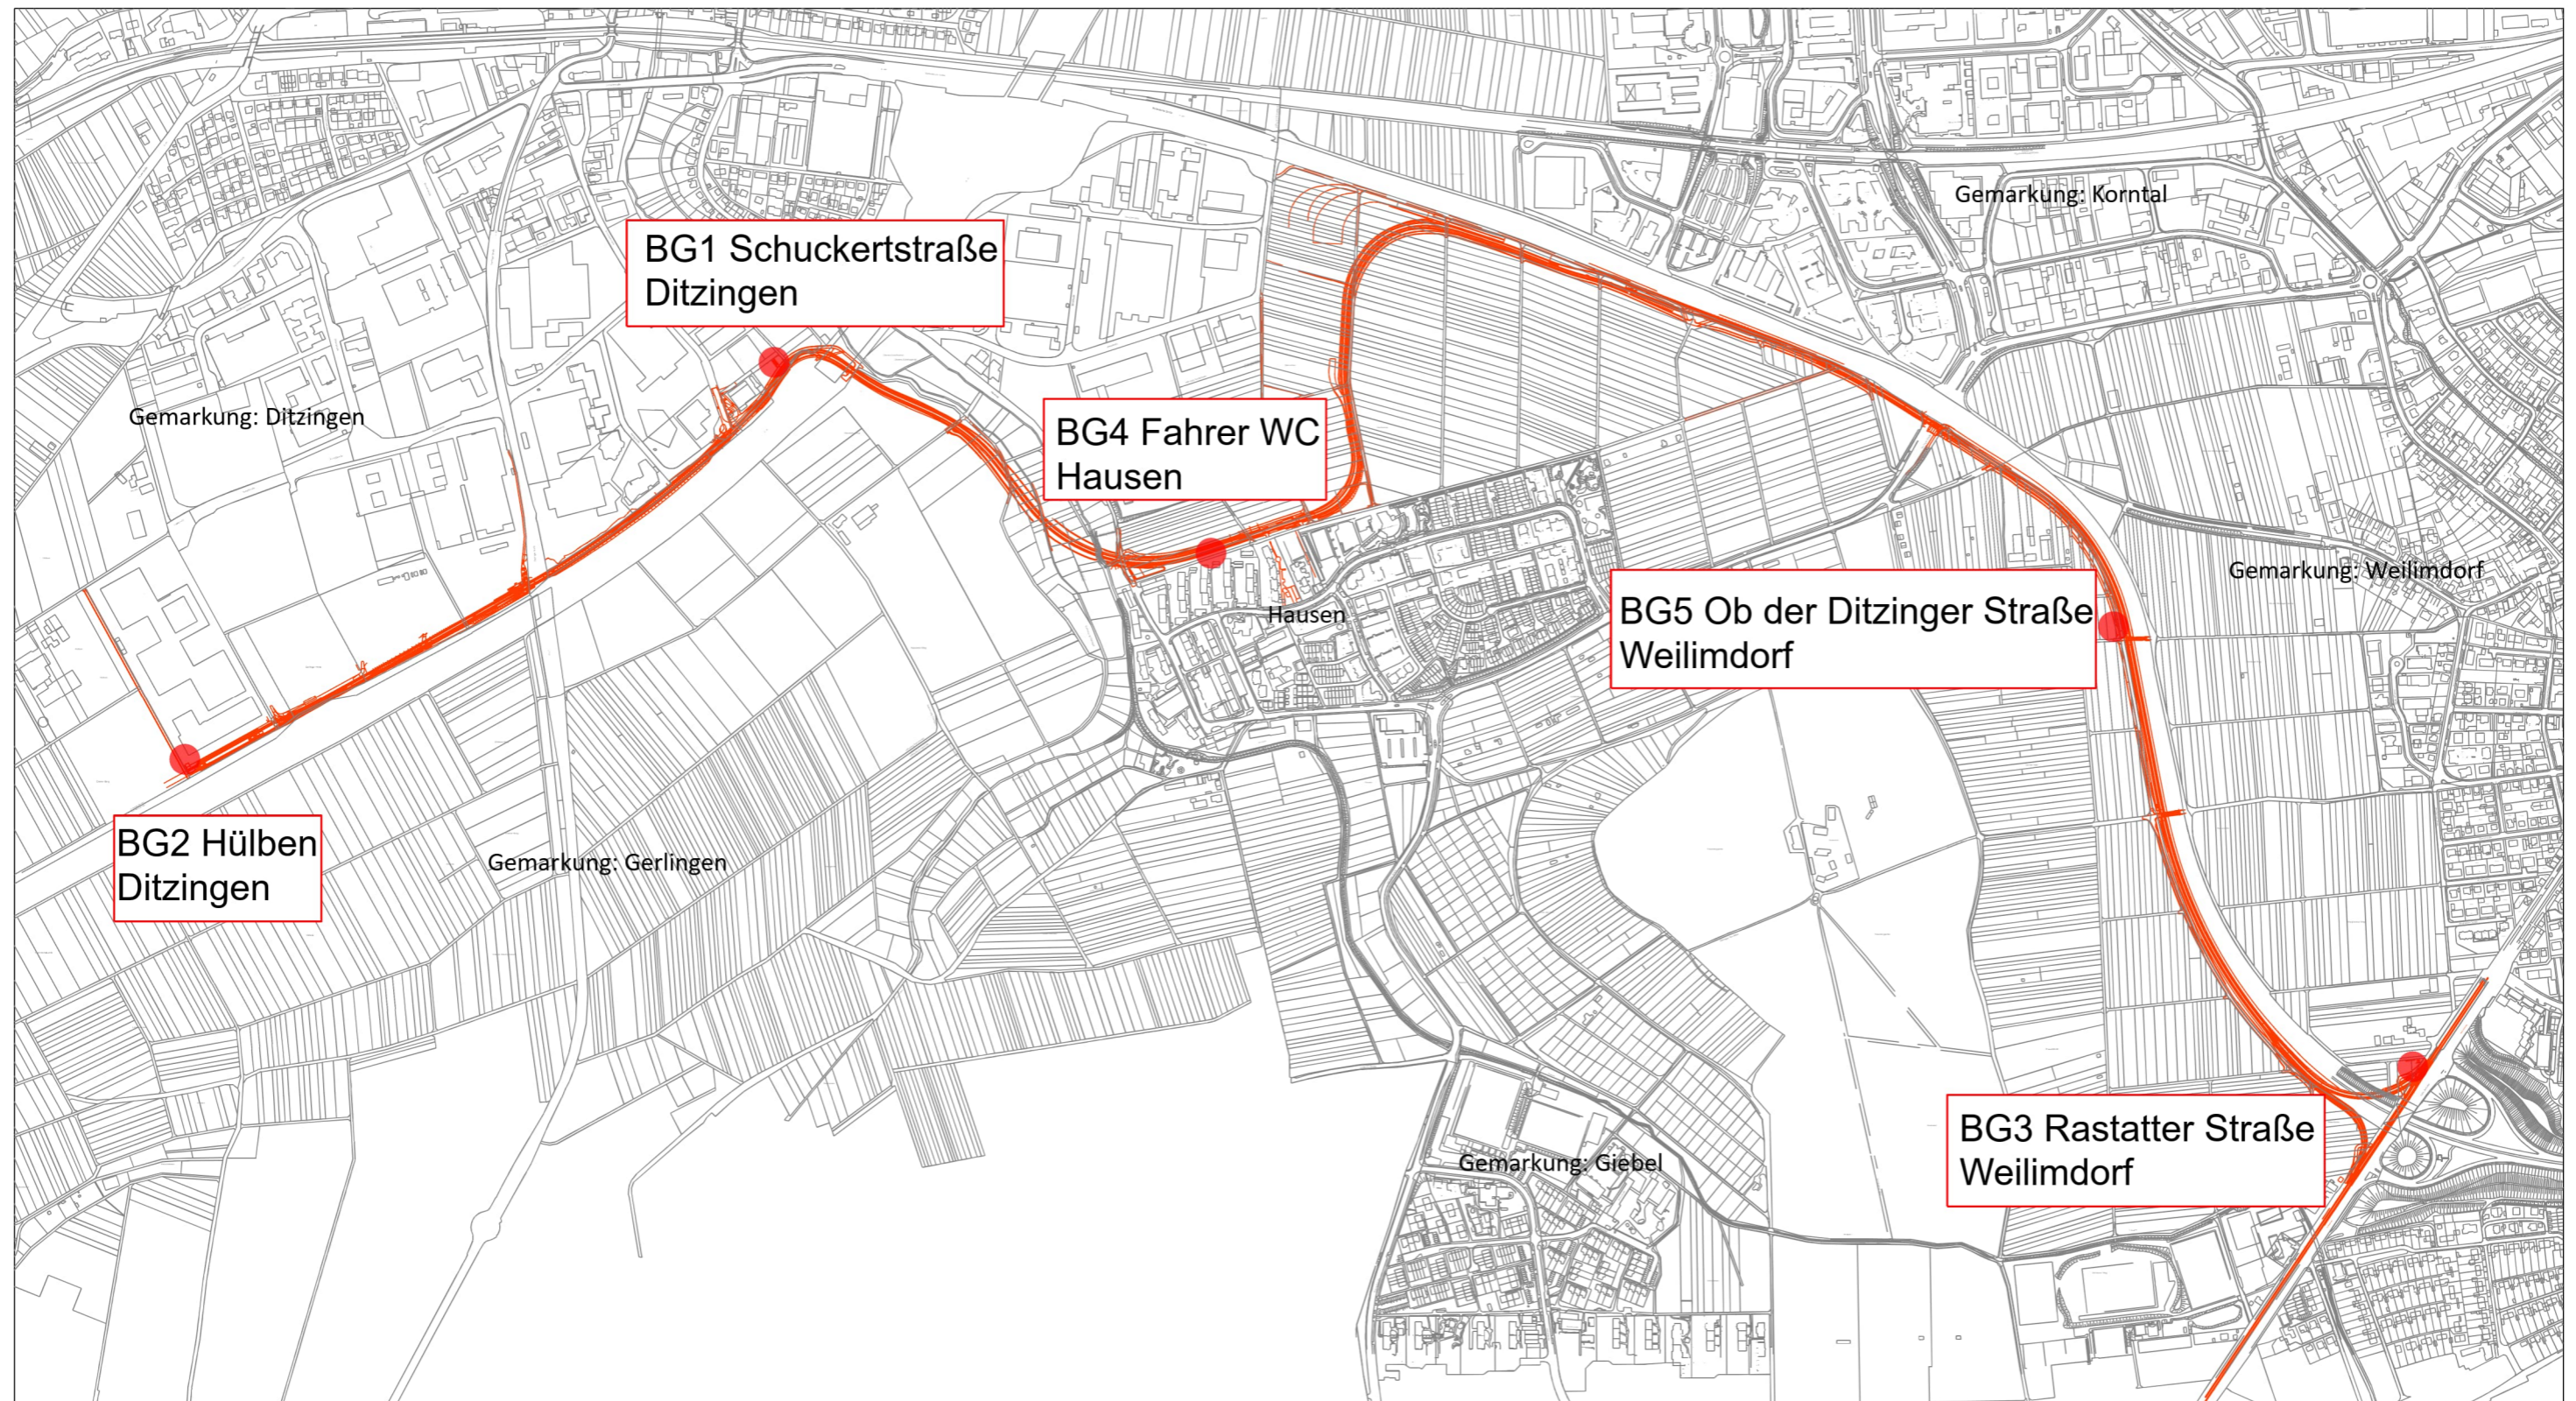 Gemarkung: Korntal
BG1 Schuckertstraße
Ditzingen
Gemarkung: Ditzingen
BG4 Fahrer WC
Hausen
Gemarkung: Weilimdorf
BG5 Ob der Ditzinger Straße
Weilimdorf
Hausen
BG2 Hülben
Ditzingen
Gemarkung: Gerlingen
BG3 Rastatter Straße
Weilimdorf
Gemarkung: Giebel